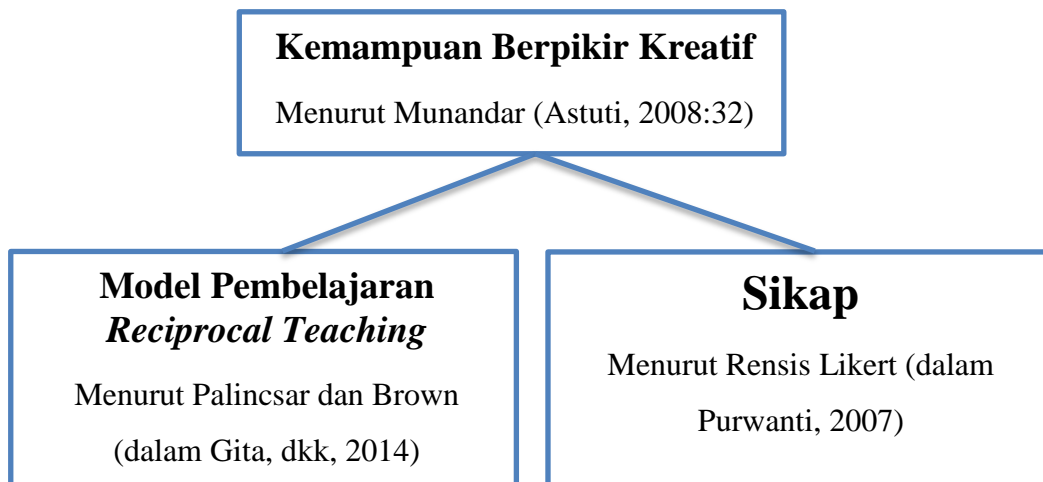 Kemampuan Berpikir Kreatif
Menurut Munandar (Astuti, 2008:32)
Model Pembelajaran
Reciprocal Teaching
Menurut Palincsar dan Brown
(dalam Gita, dkk, 2014)
Sikap
Menurut Rensis Likert (dalam
Purwanti, 2007)